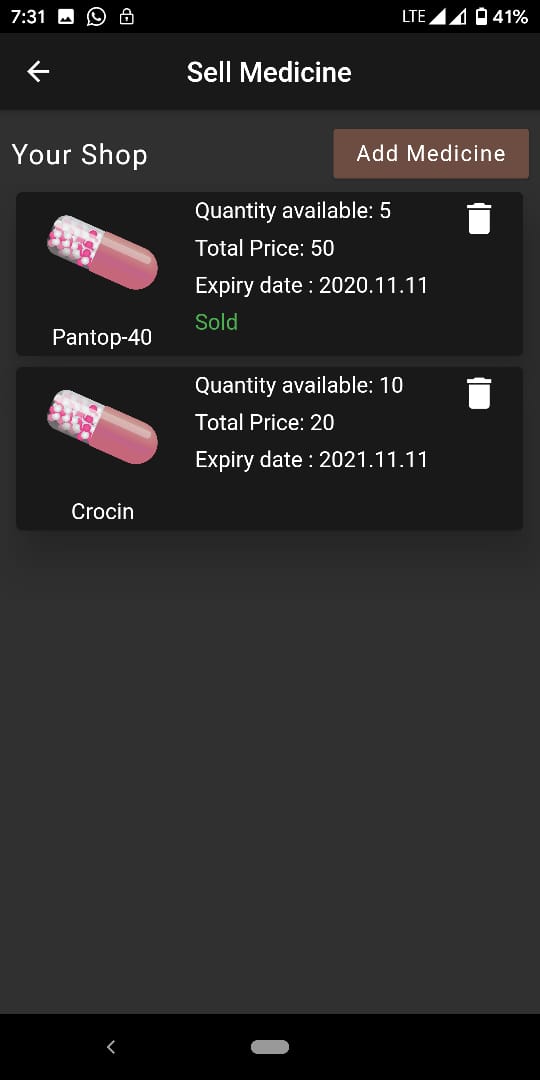 7:31 LTE 41%
Sell Medicine
Your Shop
Add Medicine
Quantity available: 5
Total Price: 50
Expiry date : 2020.11.11
Sold
Pantop-40
Quantity available: 10
Total Price: 20
Expiry date : 2021.11.11
Crocin